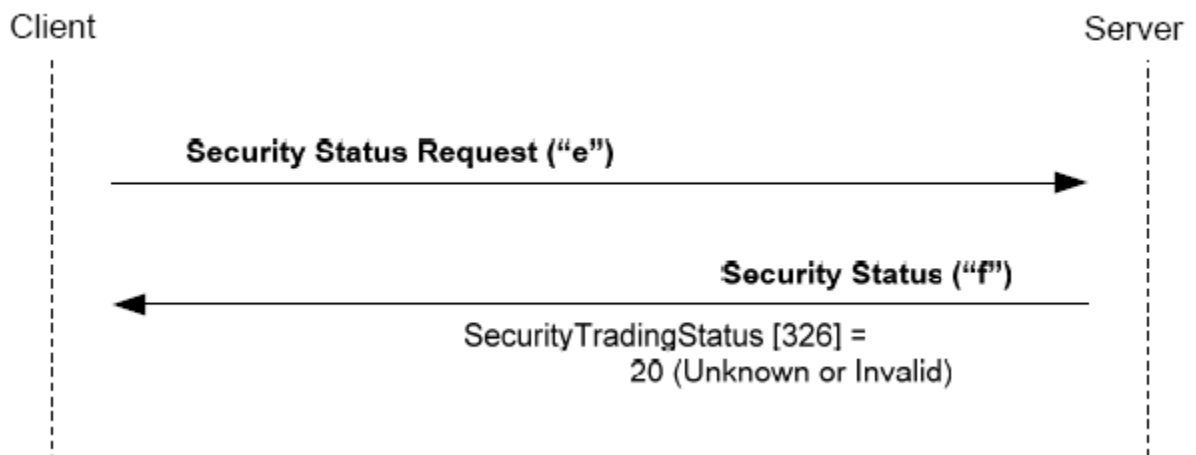 Client
Server
Security Status Request (“e”)
Security Status (“f”)
SecurityTradingStatus [326] =
20 (Unknown or Invalid)